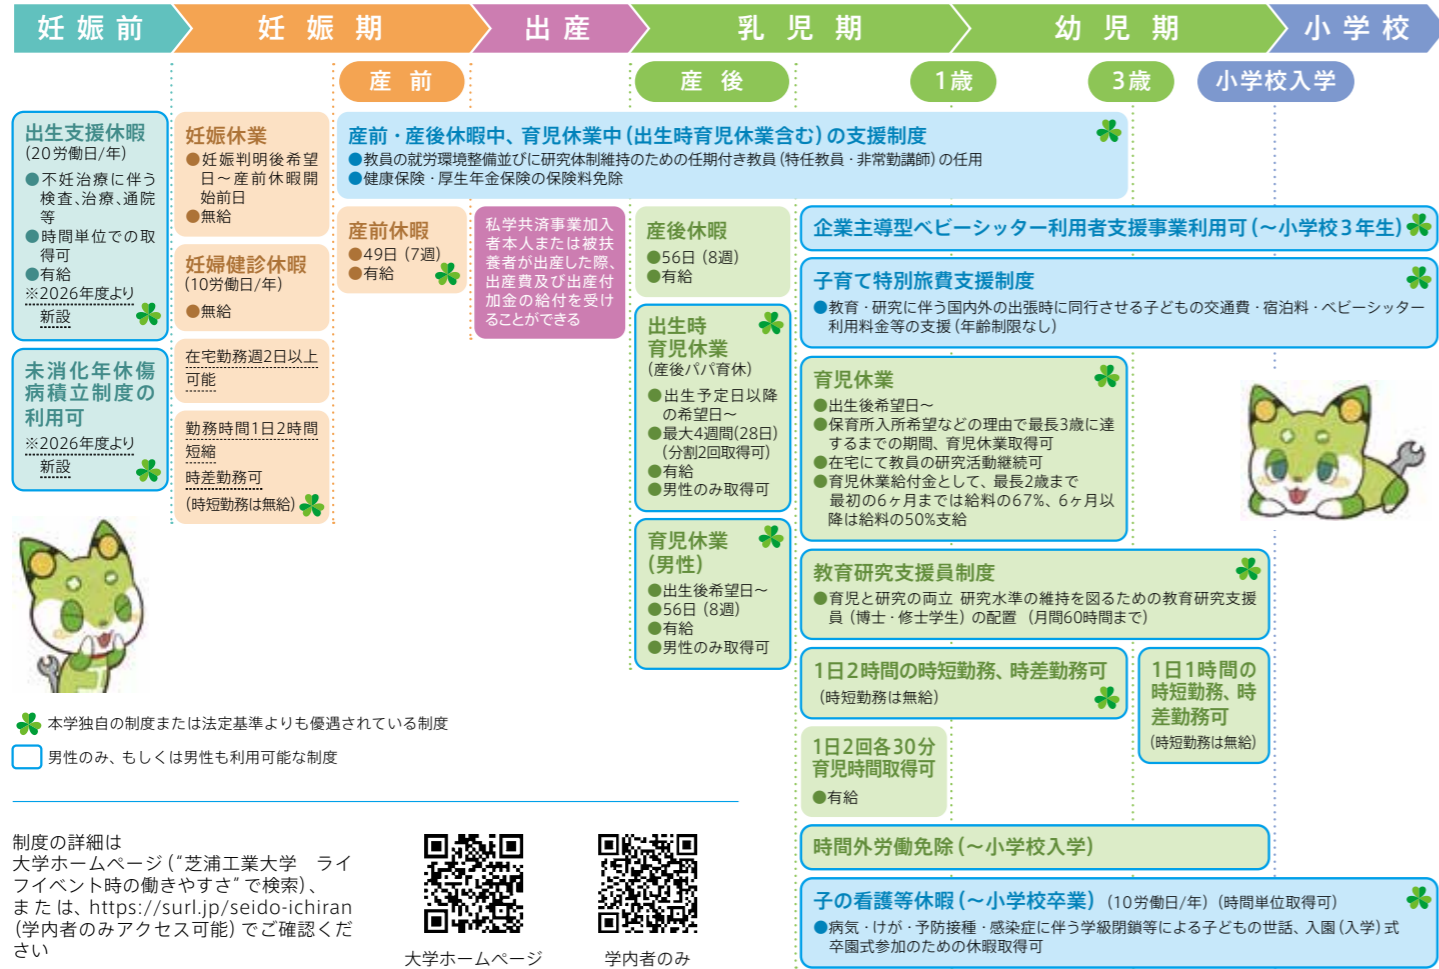 妊娠前
妊娠期
出産
乳児期
幼児期
小学校
産前
産後
1歳
3歳
小学校入学
出生支援休暇
(20労働日/年)
●不妊治療に伴う
検査、治療、通院
等
●時間単位での取
得可
●有給
※2026年度より
新設
未消化年休傷
病積立制度の
利用可
※2026年度より
新設
妊娠休業
●妊娠判明後希望
日～産前休暇開
始前日
●無給
妊婦健診休暇
(10労働日/年)
●無給
在宅勤務週2日以上
可能
勤務時間1日2時間
短縮
時差勤務可
(時短勤務は無給)
産前・産後休暇中、育児休業中(出生時育児休業含む)の支援制度
●教員の就労環境整備並びに研究体制維持のための任期付き教員(特任教員・非常勤講師)の任用
●健康保険・厚生年金保険の保険料免除
産前休暇
●49日(7週)
●有給
私学共済事業加入
者本人または被扶
養者が出産した際、
出産費及び出産付
加金の給付を受け
ることができる
産後休暇
●56日(8週)
●有給
出生時
育児休業
(産後パパ育休)
●出生予定日以降
の希望日～
●最大4週間(28日)
(分割2回取得可)
●有給
●男性のみ取得可
育児休業
(男性)
●出生後希望日～
●56日(8週)
●有給
●男性のみ取得可
企業主導型ベビーシッター利用者支援事業利用可(～小学校3年生)
子育て特別旅費支援制度
●教育・研究に伴う国内外の出張時に同行させる子どもの交通費・宿泊料・ベビーシッター
利用料金等の支援(年齢制限なし)
育児休業
●出生後希望日～
●保育所入所希望などの理由で最長3歳に達
するまでの期間、育児休業取得可
●在宅にて教員の研究活動継続可
●育児休業給付金として、最長2歳まで
最初の6ヶ月までは給料の67%、6ヶ月以
降は給料の50%支給
教育研究支援員制度
●育児と研究の両立 研究水準の維持を図るための教育研究支援
員(博士・修士学生)の配置 (月間60時間まで)
1日2時間の時短勤務、時差勤務可
(時短勤務は無給)
1日1時間の
時短勤務、時
差勤務可
(時短勤務は無給)
1日2回各30分
育児時間取得可
●有給
時間外労働免除(～小学校入学)
子の看護等休暇(～小学校卒業) (10労働日/年) (時間単位取得可)
●病気・けが・予防接種・感染症に伴う学級閉鎖等による子どもの世話、入園(入学)式
卒園式参加のための休暇取得可
本学独自の制度または法定基準よりも優遇されている制度
男性のみ、もしくは男性も利用可能な制度
制度の詳細は
大学ホームページ("芝浦工業大学 ライ
フイベント時の働きやすさ"で検索)、
または、https://surl.jp/seido-ichiran
(学内者のみアクセス可能)でご確認くだ
さい
大学ホームページ
学内者のみ